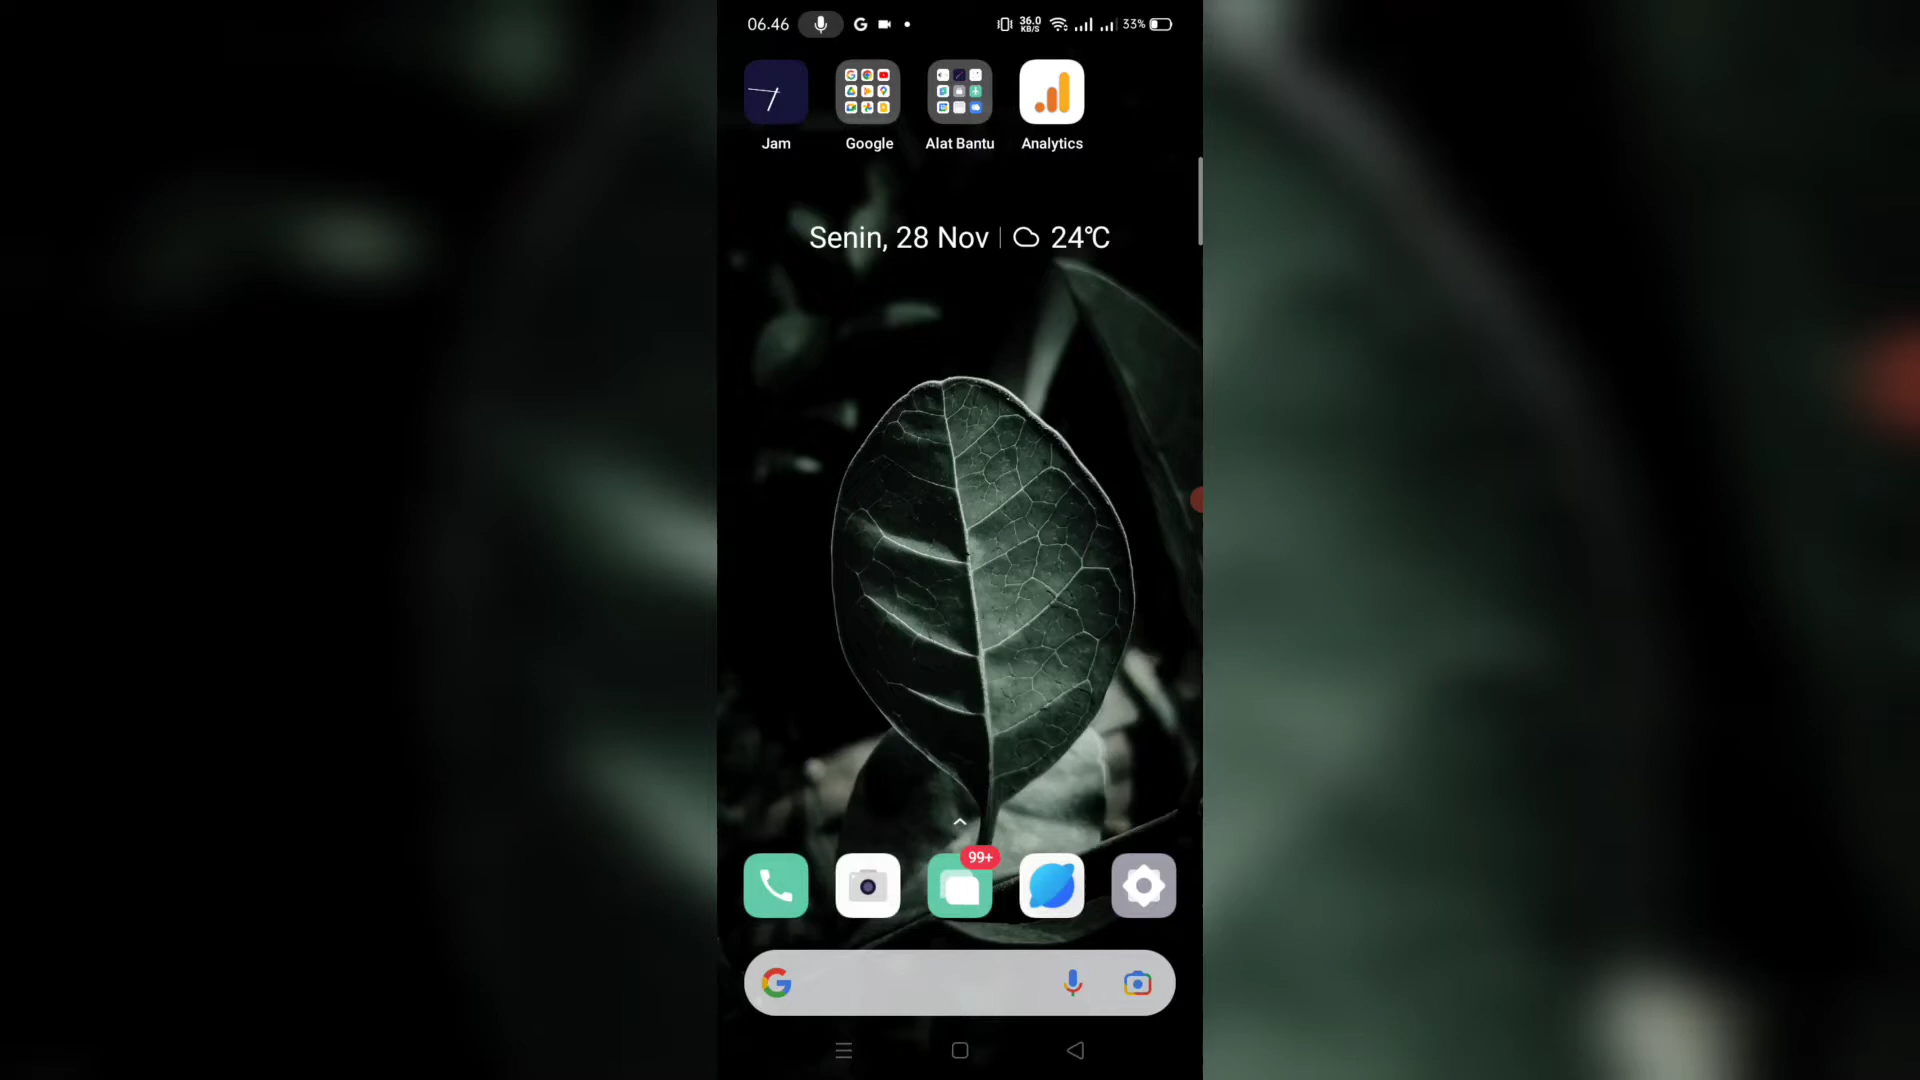 06.46
36.0
KB/S
33%
Jam
Google
Alat Bantu
Analytics
Senin, 28 Nov
24°C
99+